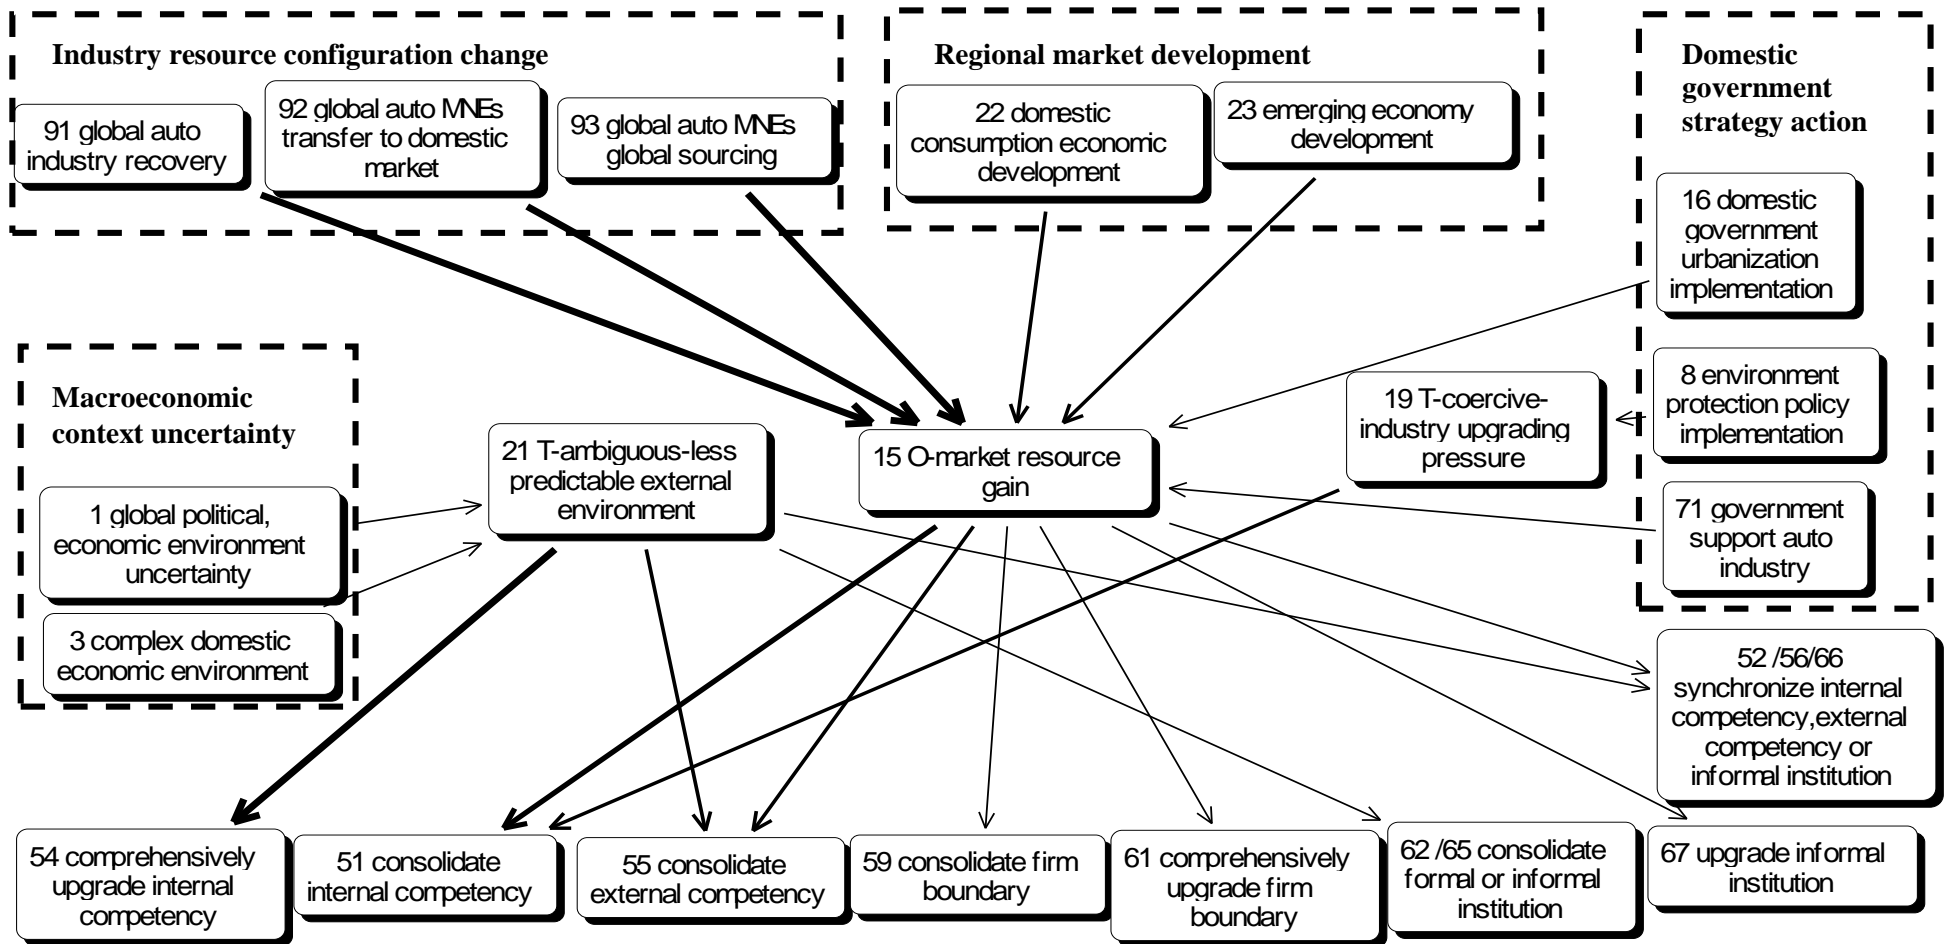 Industry resource configuration change
91 global auto
industry recovery
92 global auto MNEs
transfer to domestic
market
93 global auto MNEs
global sourcing
Regional market development
22 domestic
consumption economic
development
23 emerging economy
development
Domestic
government
strategy action
16 domestic
government
urbanization
implementation
8 environment
protection policy
implementation
71 government
support auto
industry
19 T-coercive-
industry upgrading
pressure
Macroeconomic
context uncertainty
1 global political,
economic environment
uncertainty
3 complex domestic
economic environment
21 T-ambiguous-less
predictable external
environment
15 O-market resource
gain
52 /56/66
synchronize internal
competency,external
competency or
informal institution
54 comprehensively
upgrade internal
competency
51 consolidate
internal competency
55 consolidate
external competency
59 consolidate firm
boundary
61 comprehensively
upgrade firm
boundary
62 /65 consolidate
formal or informal
institution
67 upgrade informal
institution